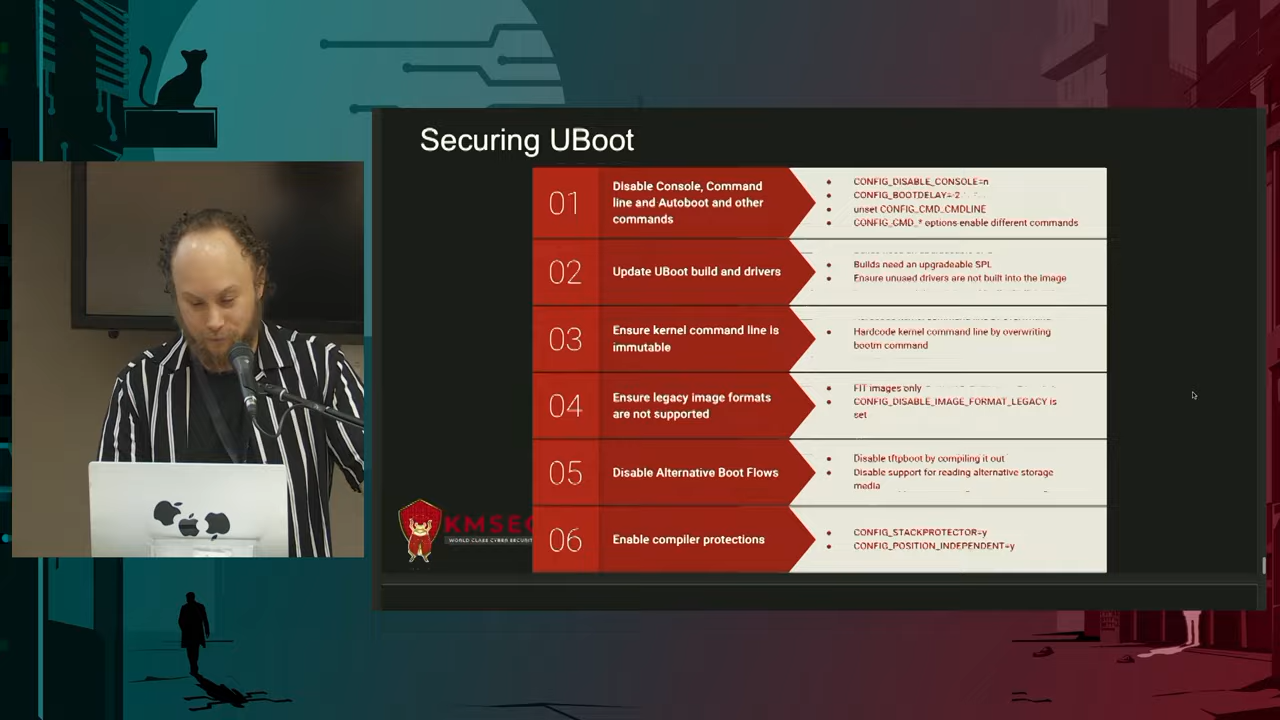 Securing UBoot
01
Disable Console, Command
line and Autoboot and other
commands
CONFIG_DISABLE_CONSOLE=n
CONFIG_BOOTDELAY=-2
unset CONFIG_CMD_CMDLINE
CONFIG_CMD_* options enable different commands
02
Update UBoot build and drivers
Builds need an upgradeable SPL
Ensure unused drivers are not built into the image
03
Ensure kernel command line is
immutable
Hardcode kernel command line by overwriting
bootm command
04
Ensure legacy image formats
are not supported
FIT images only
CONFIG_DISABLE_IMAGE_FORMAT_LEGACY is
set
05
Disable Alternative Boot Flows
Disable tftpboot by compiling it out
Disable support for reading alternative storage
media
06
Enable compiler protections
CONFIG_STACKPROTECTOR=y
CONFIG_POSITION_INDEPENDENT=y
KMSEC
WORLD CLASS CYBER SECURIT